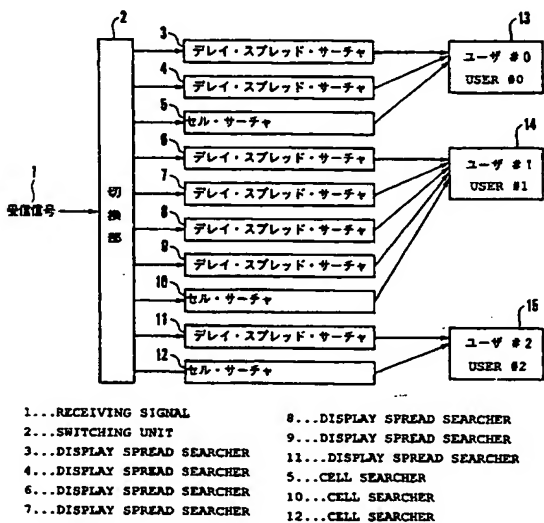 2
3
デレイ・スプレッド・サーチャ
4
デレイ・スプレッド・サーチャ
5
セル・サーチャ
6
デレイ・スプレッド・サーチャ
7
デレイ・スプレッド・サーチャ
8
デレイ・スプレッド・サーチャ
9
デレイ・スプレッド・サーチャ
10
セル・サーチャ
11
デレイ・スプレッド・サーチャ
12
セル・サーチャ
1
受信信号
切換部
13
ユーザ #0
USER #0
14
ユーザ #1
USER #1
15
ユーザ #2
USER #2
1...RECEIVING SIGNAL
2...SWITCHING UNIT
3...DISPLAY SPREAD SEARCHER
4...DISPLAY SPREAD SEARCHER
6...DISPLAY SPREAD SEARCHER
7...DISPLAY SPREAD SEARCHER
8...DISPLAY SPREAD SEARCHER
9...DISPLAY SPREAD SEARCHER
11...DISPLAY SPREAD SEARCHER
5...CELL SEARCHER
10...CELL SEARCHER
12...CELL SEARCHER